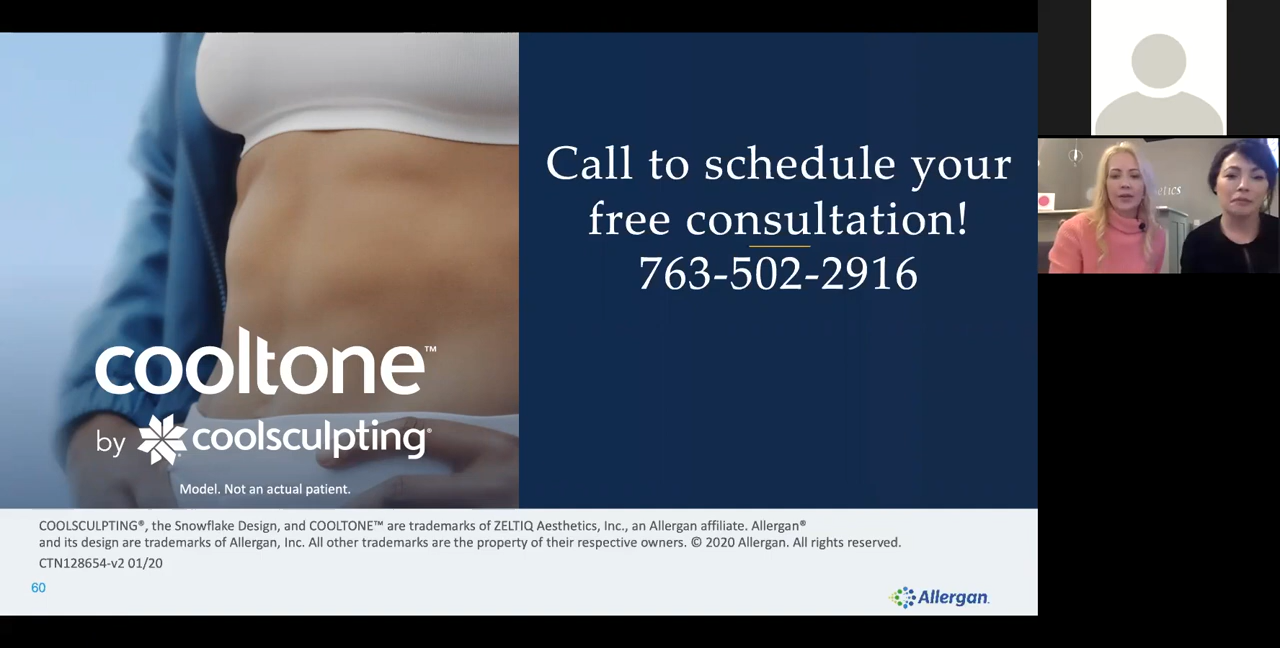 Call to schedule your
free consultation!
763-502-2916
cooltone™
by coolsculpting®
Model. Not an actual patient.
COOLSCULPTING®, the Snowflake Design, and COOLTONE™ are trademarks of ZELTIQ Aesthetics, Inc., an Allergan affiliate. Allergan®
and its design are trademarks of Allergan, Inc. All other trademarks are the property of their respective owners. © 2020 Allergan. All rights reserved.
CTN128654-v2 01/20
60
Allergan.